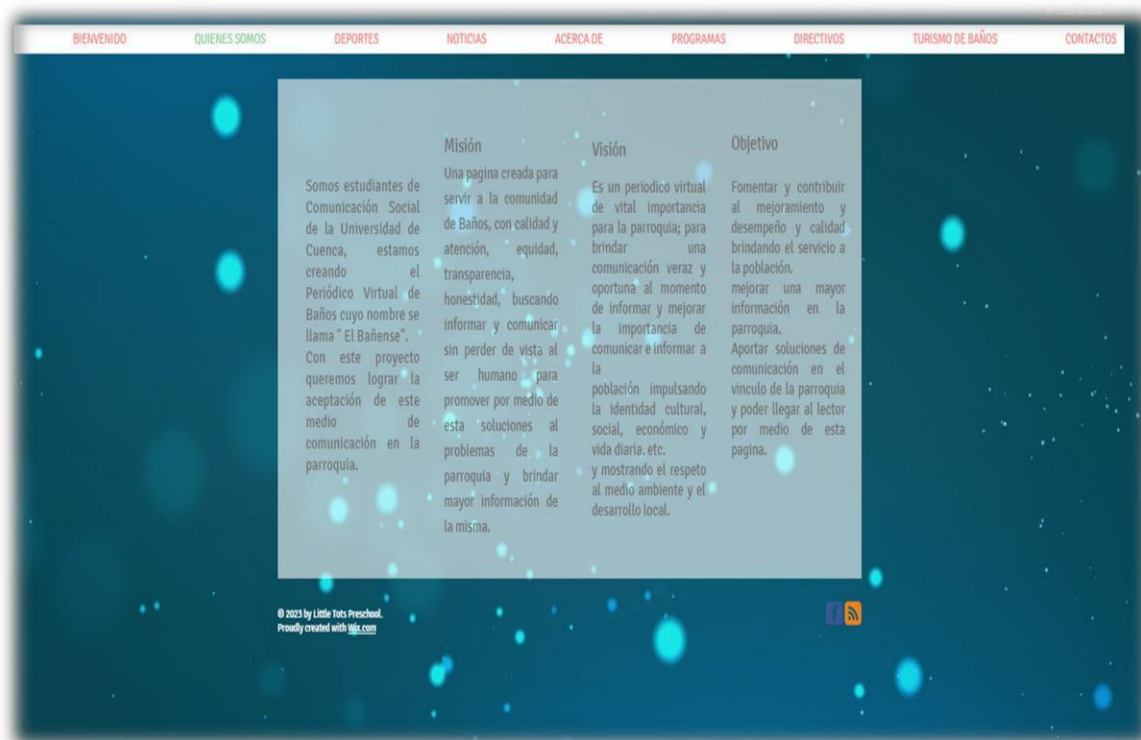 BIENVENIDO QUIENES SOMOS DEPORTES NOTICIAS ACERCA DE PROGRAMAS DIRECTIVOS TURISMO DE BAÑOS CONTACTOS
Somos estudiantes de
Comunicación Social
de la Universidad de
Cuenca, estamos
creando el
Periódico Virtual de
Baños cuyo nombre se
llama " El Bañense".
Con este proyecto
queremos lograr la
aceptación de este
medio de
comunicación en la
parroquia.
Misión
Una pagina creada para
servir a la comunidad
de Baños, con calidad y
atención, equidad,
transparencia,
honestidad, buscando
informar y comunicar
sin perder de vista al
ser humano para
promover por medio de
esta soluciones al
problemas de la
parroquia y brindar
mayor información de
la misma.
Visión
Es un periodico virtual
de vital importancia
para la parroquia; para
brindar una
comunicación veraz y
oportuna al momento
de informar y mejorar
la importancia de
comunicar e informar a
la
población impulsando
la identidad cultural,
social, económico y
vida diaria. etc.
y mostrando el respeto
al medio ambiente y el
desarrollo local.
Objetivo
Fomentar y contribuir
al mejoramiento y
desempeño y calidad
brindando el servicio a
la población.
mejorar una mayor
información en la
parroquia.
Aportar soluciones de
comunicación en el
vinculo de la parroquia
y poder llegar al lector
por medio de esta
pagina.
© 2023 by Little Tots Preschool.
Proudly created with Wix.com